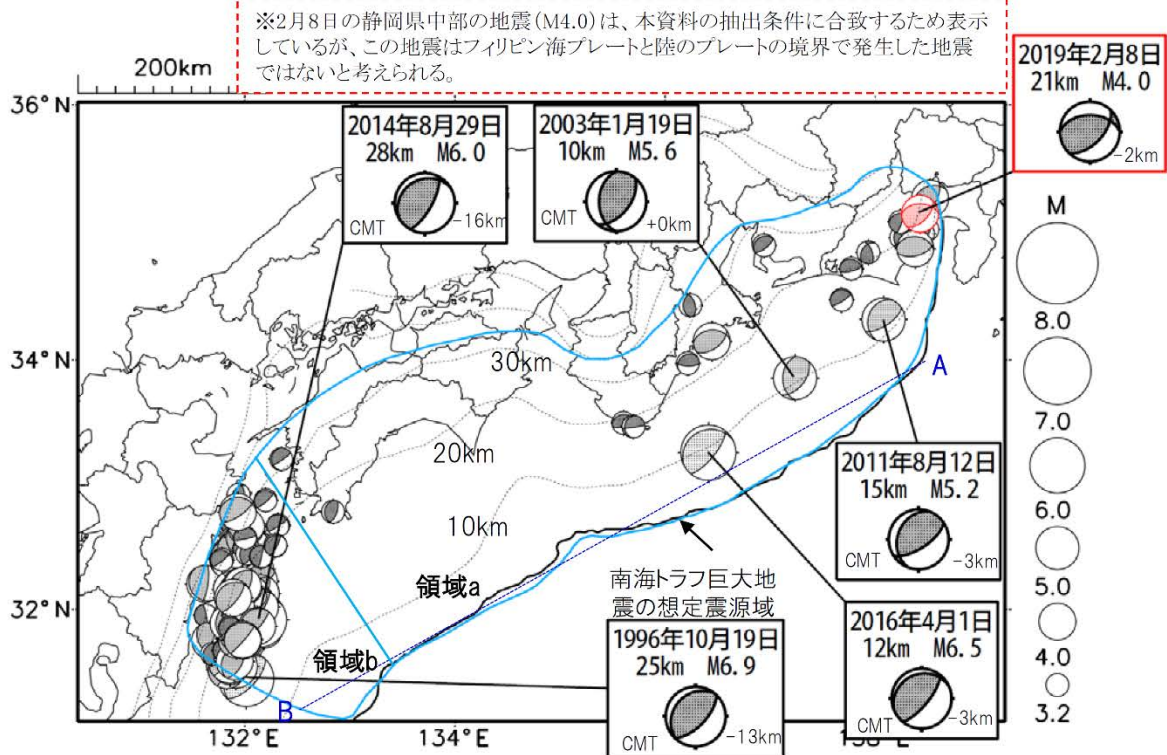 ※2月8日の静岡県中部の地震(M4.0)は、本資料の抽出条件に合致するため表示
しているが、この地震はフィリピン海プレートと陸のプレートの境界で発生した地震
ではないと考えられる。
200km
2019年2月8日
21km M4.0
-2km
36°N
2014年8月29日
28km M6.0
CMT
-16km
2003年1月19日
10km M5.6
CMT
+0km
M
8.0
7.0
6.0
5.0
4.0
3.2
34°N
30km
A
20km
2011年8月12日
15km M5.2
CMT
-3km
10km
領域a
南海トラフ巨大地
震の想定震源域
32°N
2016年4月1日
12km M6.5
CMT
-3km
1996年10月19日
25km M6.9
CMT
-13km
領域b
B
132°E
134°E